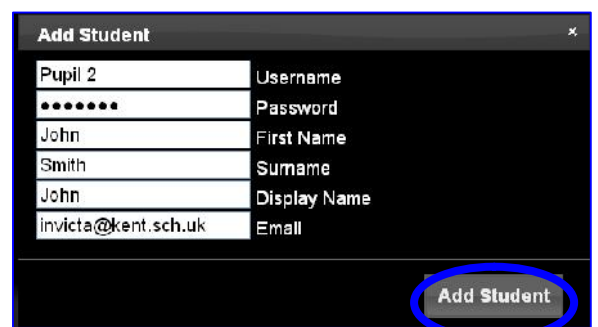 Add Student x
Pupil 2 Username
●●●●●●● Password
John First Name
Smith Surname
John Display Name
invicta@kent.sch.uk Email
Add Student